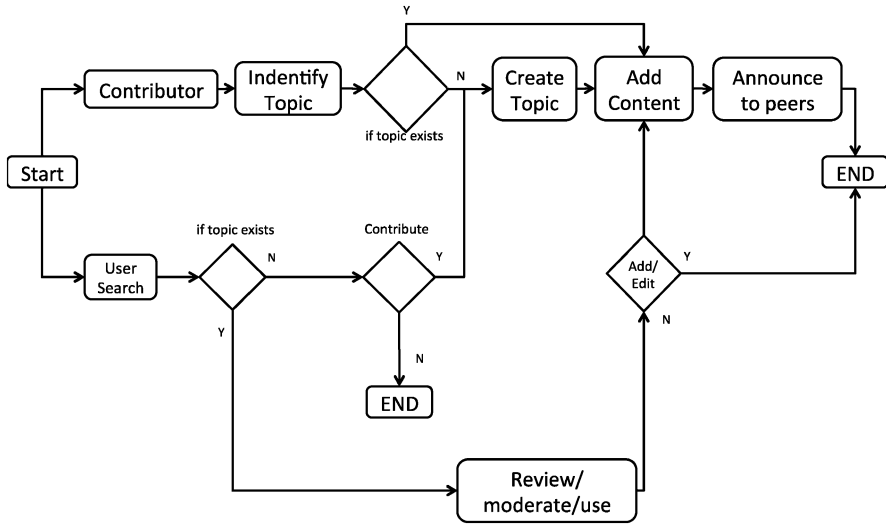 Y
Contributor
Indentify
Topic
N
Create
Topic
Add
Content
Announce
to peers
if topic exists
Start
END
if topic exists
Contribute
User
Search
N
Y
Add/
Edit
Y
Y
N
N
END
Review/
moderate/use